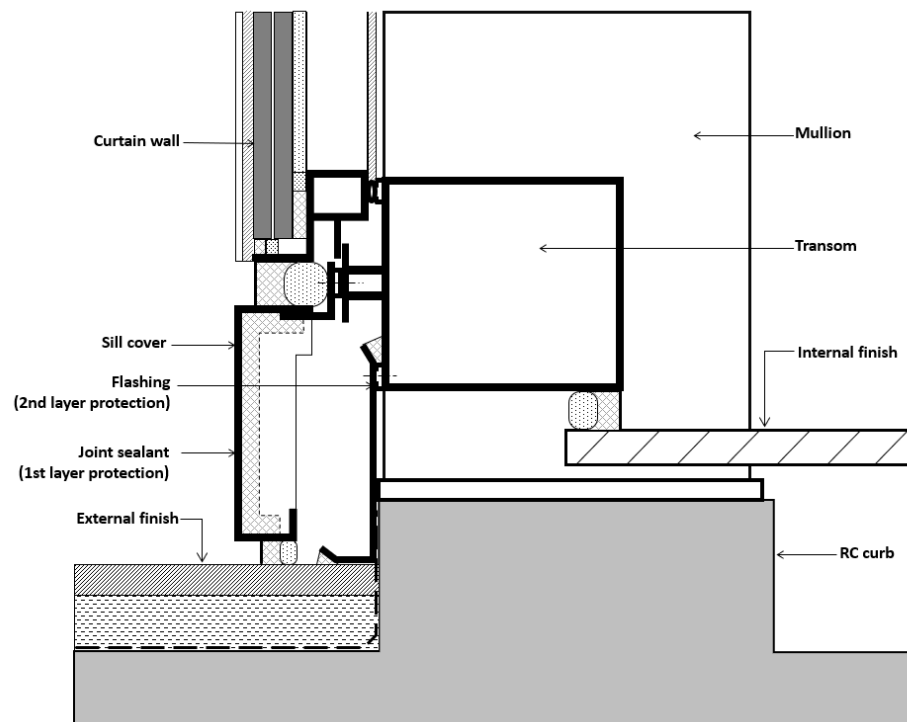 Curtain wall
Mullion
Transom
Sill cover
Internal finish
Flashing
(2nd layer protection)
Joint sealant
(1st layer protection)
External finish
RC curb